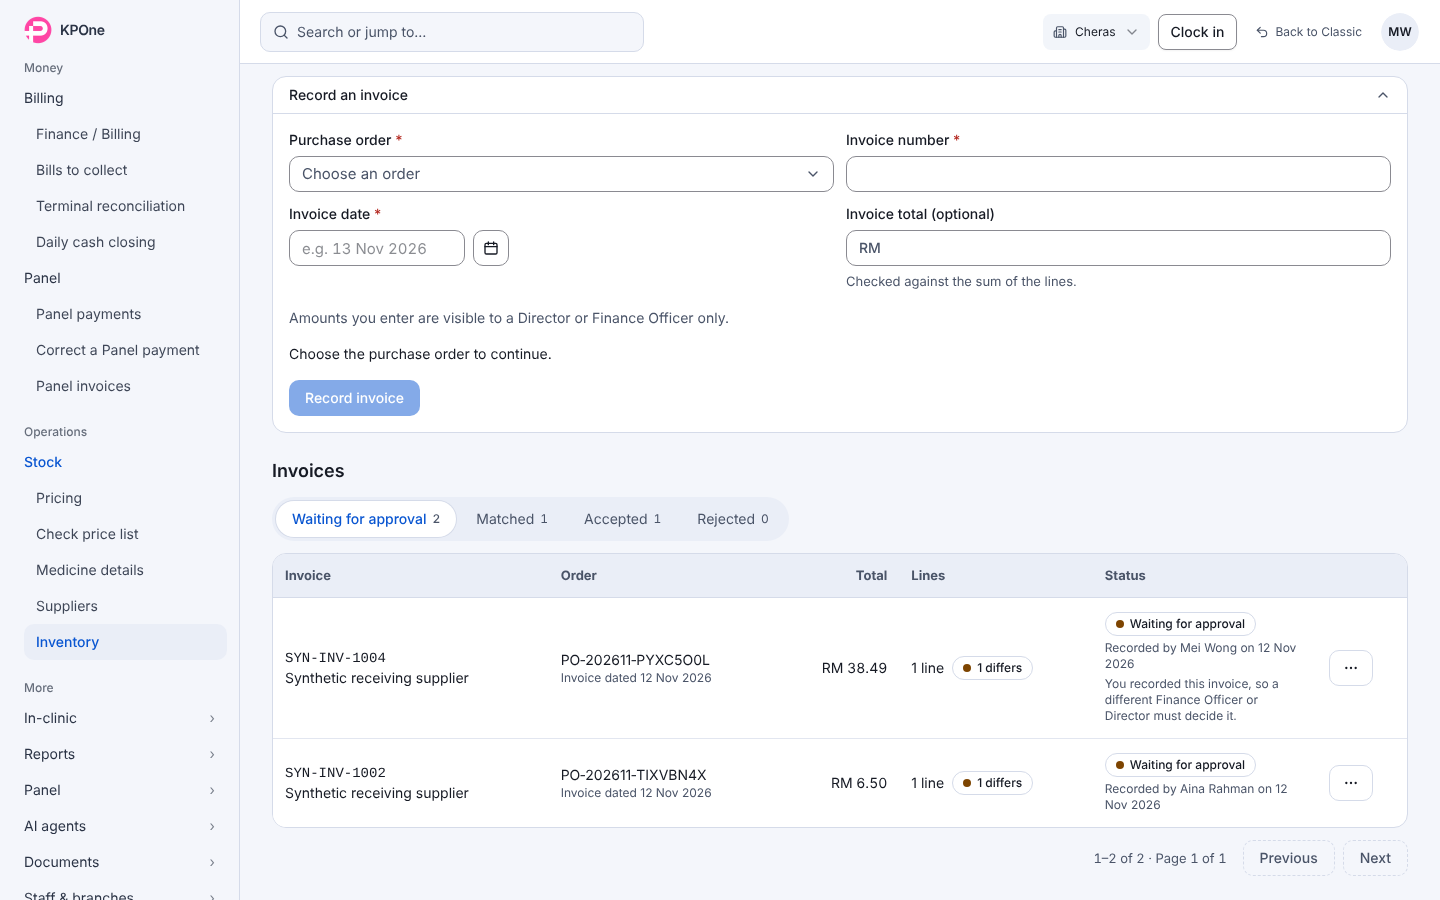 KPOne
Search or jump to...
Cheras
Clock in
Back to Classic
MW
Money
Billing
Finance / Billing
Bills to collect
Terminal reconciliation
Daily cash closing
Panel
Panel payments
Correct a Panel payment
Panel invoices
Operations
Stock
Pricing
Check price list
Medicine details
Suppliers
Inventory
More
In-clinic
Reports
Panel
AI agents
Documents
Staff & branches
Record an invoice
Purchase order *
Choose an order
Invoice number *
Invoice date *
e.g. 13 Nov 2026
Invoice total (optional)
RM
Checked against the sum of the lines.
Amounts you enter are visible to a Director or Finance Officer only.
Choose the purchase order to continue.
Record invoice
Invoices
Waiting for approval 2
Matched 1
Accepted 1
Rejected 0
Invoice Order Total Lines Status
SYN-INV-1004
Synthetic receiving supplier
PO-202611-PYXC5O0L
Invoice dated 12 Nov 2026
RM 38.49
1 line
1 differs
Waiting for approval
Recorded by Mei Wong on 12 Nov
2026
You recorded this invoice, so a
different Finance Officer or
Director must decide it.
SYN-INV-1002
Synthetic receiving supplier
PO-202611-TIXVBN4X
Invoice dated 12 Nov 2026
RM 6.50
1 line
1 differs
Waiting for approval
Recorded by Aina Rahman on 12
Nov 2026
1–2 of 2 · Page 1 of 1
Previous
Next